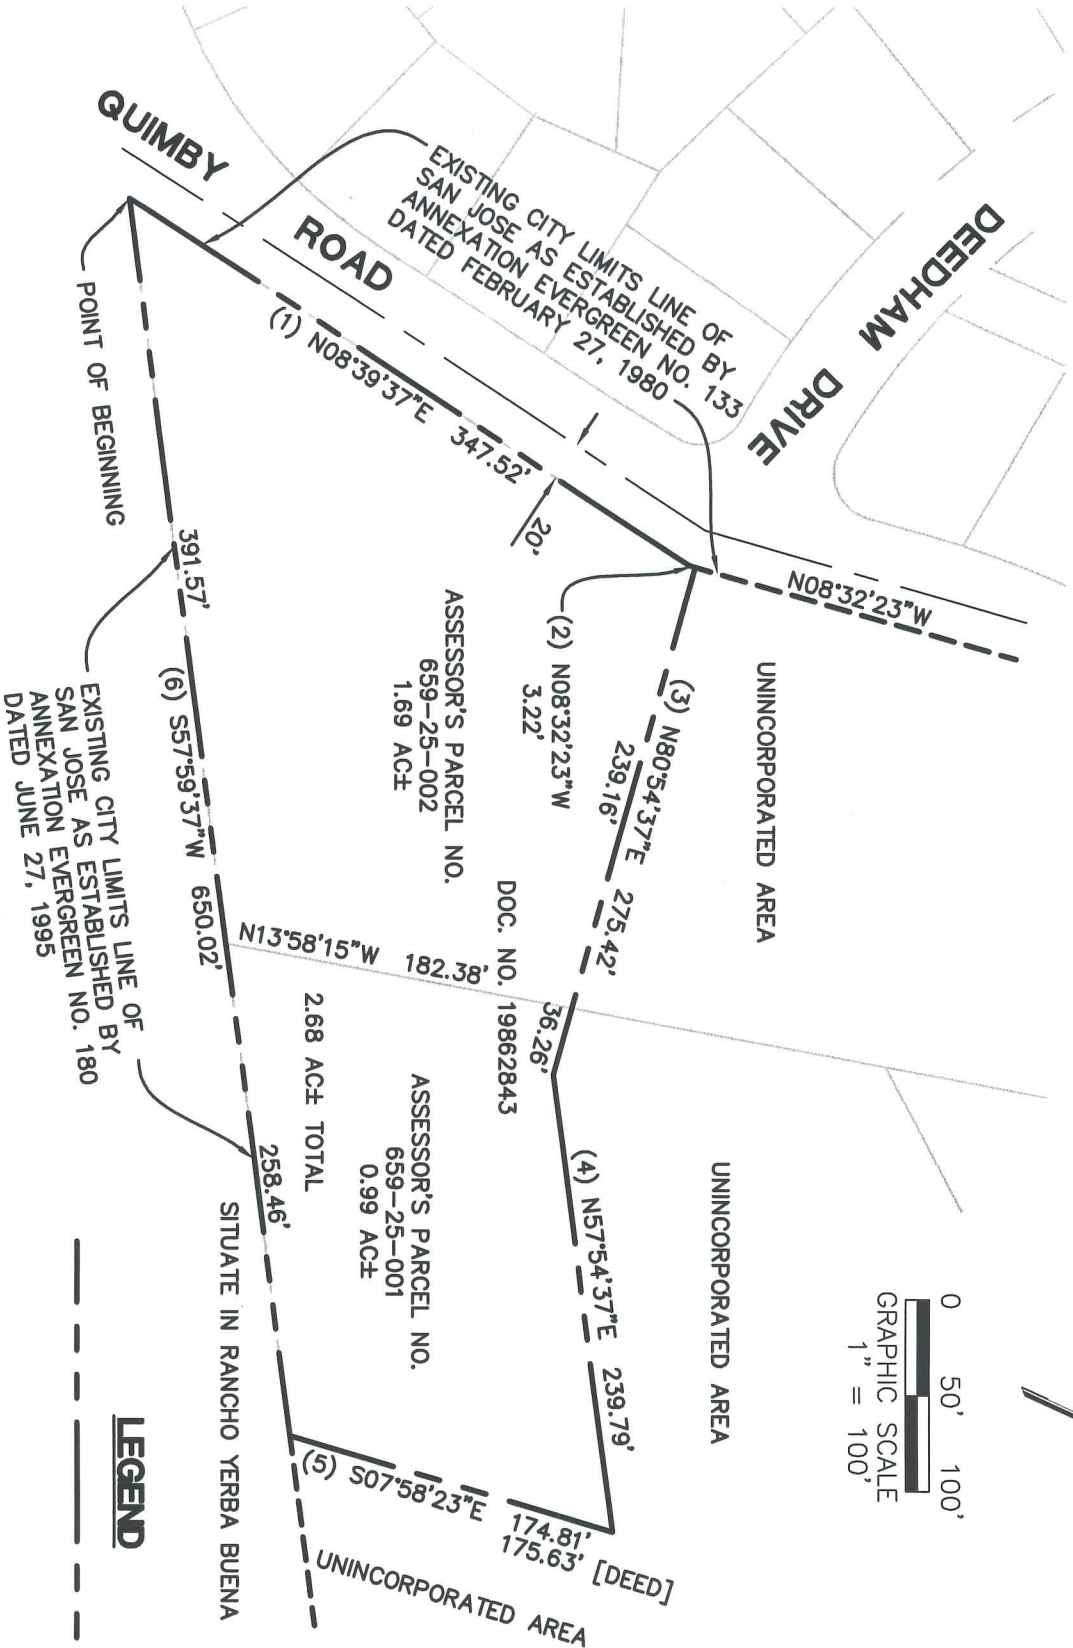 QUIMBY
ROAD
DEEDHAM DRIVE
EXISTING CITY LIMITS LINE OF
SAN JOSE AS ESTABLISHED BY
ANNEXATION EVERGREEN NO. 133
DATED FEBRUARY 27, 1980
N08°32'23"W
UNINCORPORATED AREA
UNINCORPORATED AREA
0 50' 100'
GRAPHIC SCALE
1" = 100'
(1) N08°39'37"E 347.52'
20'
(2) N08°32'23"W
3.22'
(3) N80°54'37"E 275.42'
239.16'
36.26'
(4) N57°54'37"E 239.79'
DOC. NO. 19862843
ASSESSOR'S PARCEL NO.
659-25-002
1.69 AC±
ASSESSOR'S PARCEL NO.
659-25-001
0.99 AC±
N13°58'15"W 182.38'
2.68 AC± TOTAL
POINT OF BEGINNING
391.57'
(6) S57°59'37"W 650.02'
258.46'
(5) S07°58'23"E 174.81'
175.63' [DEED]
UNINCORPORATED AREA
EXISTING CITY LIMITS LINE OF
SAN JOSE AS ESTABLISHED BY
ANNEXATION EVERGREEN NO. 180
DATED JUNE 27, 1995
SITUATE IN RANCHO YERBA BUENA
LEGEND